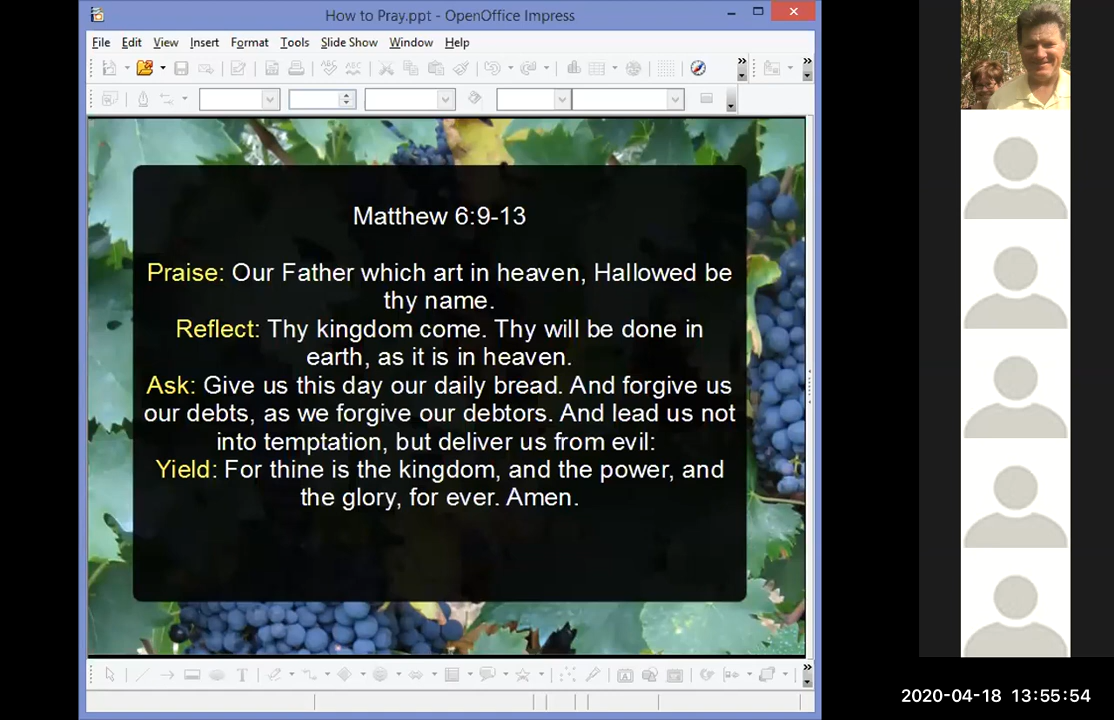 How to Pray.ppt - OpenOffice Impress
File Edit View Insert Format Tools Slide Show Window Help
Matthew 6:9-13
Praise: Our Father which art in heaven, Hallowed be
thy name.
Reflect: Thy kingdom come. Thy will be done in
earth, as it is in heaven.
Ask: Give us this day our daily bread. And forgive us
our debts, as we forgive our debtors. And lead us not
into temptation, but deliver us from evil:
Yield: For thine is the kingdom, and the power, and
the glory, for ever. Amen.
2020-04-18 13:55:54